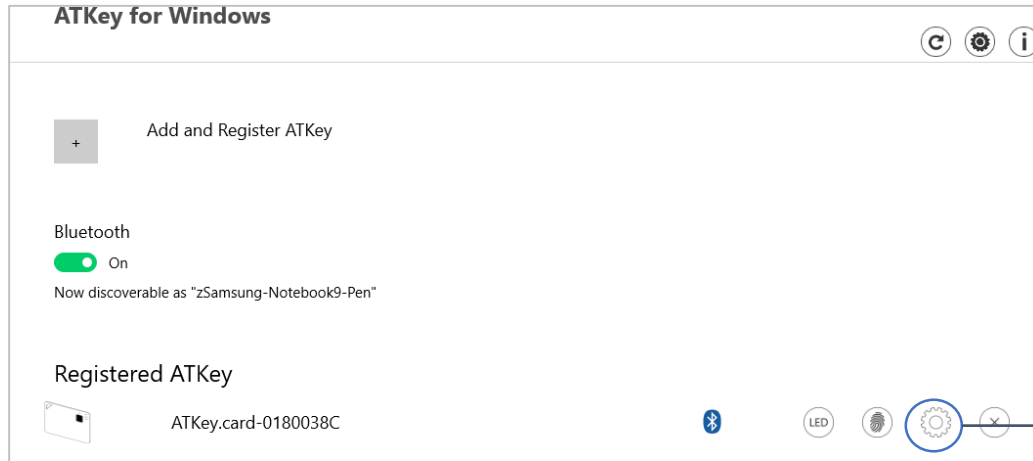 ATKey for Windows
+
Add and Register ATKey
Bluetooth
On
Now discoverable as "zSamsung-Notebook9-Pen"
Registered ATKey
ATKey.card-0180038C
LED